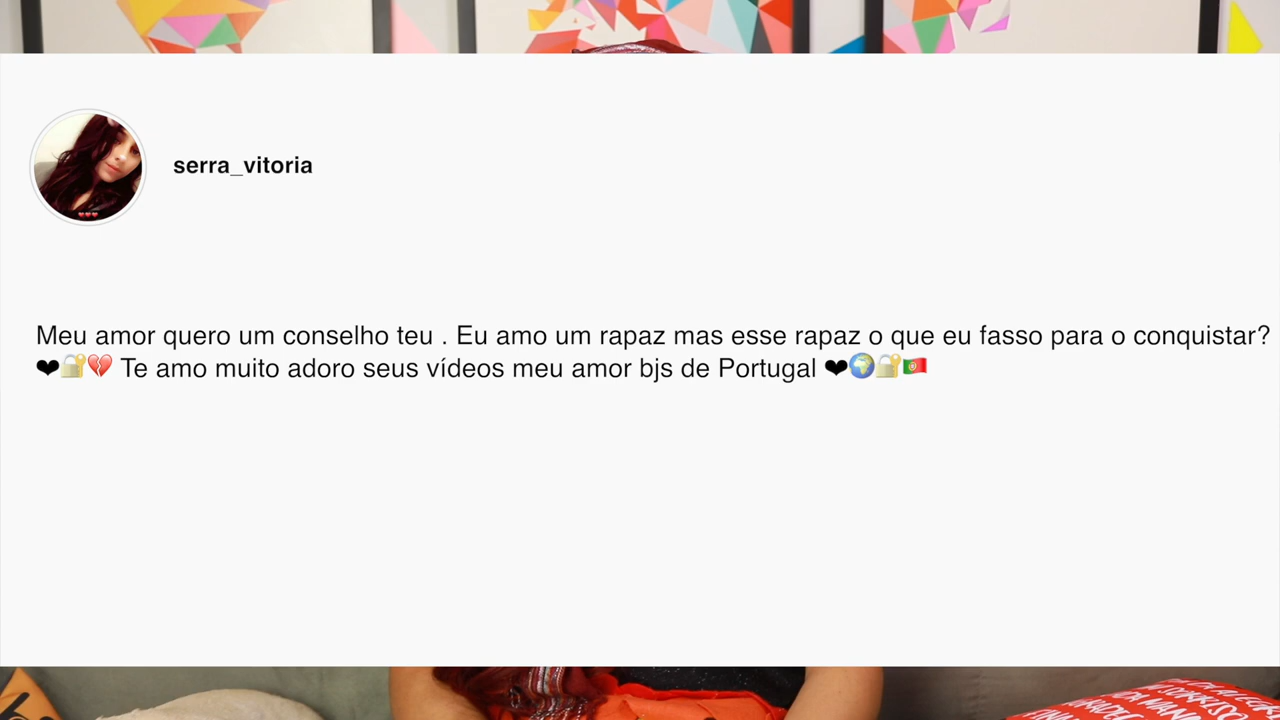 serra_vitoria
Meu amor quero um conselho teu . Eu amo um rapaz mas esse rapaz o que eu fasso para o conquistar?
❤🔐💔 Te amo muito adoro seus vídeos meu amor bjs de Portugal ❤🌍🔐🇵🇹